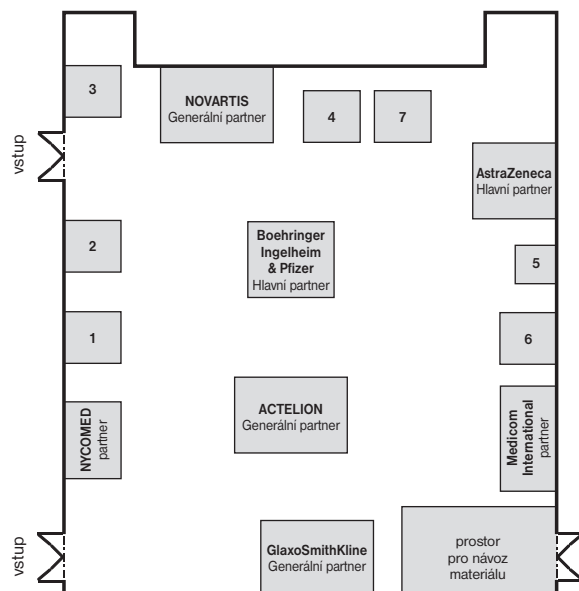 3
NOVARTIS
Generální partner
4
7
vstup
AstraZeneca
Hlavní partner
2
Boehringer
Ingelheim
& Pfizer
Hlavní partner
5
1
6
NYCOMED
partner
ACTELION
Generální partner
Medicom
International
partner
vstup
GlaxoSmithKline
Generální partner
prostor
pro návoz
materiálu